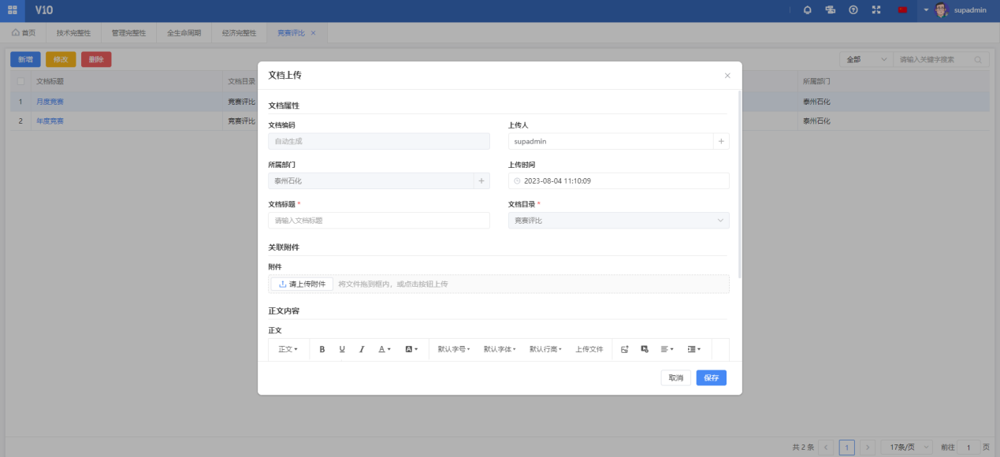 V10
supadmin
首页 技术完整性 管理完整性 全生命周期 经济完整性 竞赛评比
新增 修改 删除 全部 请输入关键字搜索
文档标题 文档目录 所属部门
1 月度竞赛 竞赛评比 泰州石化
2 年度竞赛 竞赛评比 泰州石化
文档上传
文档属性
文档编码 上传人
自动生成 supadmin
所属部门 上传时间
泰州石化 2023-08-04 11:10:09
文档标题 * 文档目录 *
请输入文档标题 竞赛评比
关联附件
附件
请上传附件 将文件拖到框内，或点击按钮上传
正文内容
正文
正文 B U I A A 默认字号 默认字体 默认行高 上传文件
取消 保存
共 2 条 1 17条/页 前往 1 页